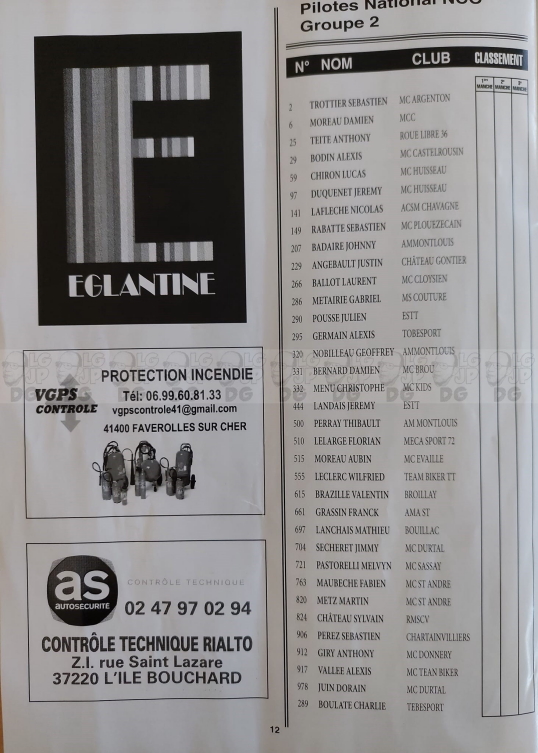 EGLANTINE
VGPS
CONTROLE
PROTECTION INCENDIE
Tél: 06.99.60.81.33
vgpscontrole41@gmail.com
41400 FAVEROLLES SUR CHER
as
AUTOSECURITE
CONTRÔLE TECHNIQUE
02 47 97 02 94
CONTRÔLE TECHNIQUE RIALTO
Z.I. rue Saint Lazare
37220 L'ILE BOUCHARD
Pilotes National
Groupe 2
N° NOM CLUB CLASSEMENT
1ère MANCHE 2e MANCHE 3e MANCHE
2 TROTTIER SEBASTIEN MC ARGENTON
6 MOREAU DAMIEN MCC
25 TEITE ANTHONY ROUE LIBRE 36
29 BODIN ALEXIS MC CASTELROUSIN
59 CHIRON LUCAS MC HUISSEAU
97 DUQUENET JEREMY MC HUISSEAU
141 LAFLECHE NICOLAS ACSM CHAVAGNE
149 RABATTE SEBASTIEN MC PLOUEZECAIN
207 BADAIRE JOHNNY AMMONTLOUIS
229 ANGEBAULT JUSTIN CHÂTEAU GONTIER
266 BALLOT LAURENT MC CLOYSIEN
286 METAIRIE GABRIEL MS COUTURE
290 POUSSE JULIEN ESTT
295 GERMAIN ALEXIS TOBESPORT
320 NOBILLEAU GEOFFREY AMMONTLOUIS
331 BERNARD DAMIEN MC BROU
332 MENU CHRISTOPHE MC KIDS
444 LANDAIS JEREMY ESTT
500 PERRAY THIBAULT AM MONTLOUIS
510 LELARGE FLORIAN MECA SPORT 72
515 MOREAU AUBIN MC EVAILLE
555 LECLERC WILFRIED TEAM BIKER TT
615 BRAZILLE VALENTIN BROILLAY
661 GRASSIN FRANCK AMA ST
697 LANCHAIS MATHIEU BOUILLAC
704 SECHERET JIMMY MC DURTAL
721 PASTORELLI MELVYN MC SASSAY
763 MAUBECHE FABIEN MC ST ANDRE
820 METZ MARTIN MC ST ANDRE
824 CHÂTEAU SYLVAIN RMSCV
906 PEREZ SEBASTIEN CHARTAINVILLIERS
912 GIRY ANTHONY MC DONNERY
917 VALLEE ALEXIS MC TEAN BIKER
978 JUIN DORAIN MC DURTAL
289 BOULATE CHARLIE TEBESPORT
12